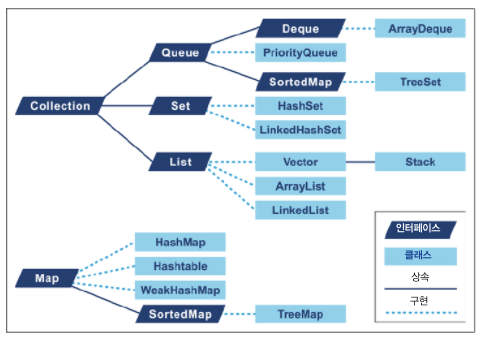 Deque
ArrayDeque
Queue
PriorityQueue
SortedMap
TreeSet
Collection
Set
HashSet
LinkedHashSet
List
Vector
Stack
ArrayList
LinkedList
HashMap
Map
Hashtable
WeakHashMap
SortedMap
TreeMap
인터페이스
클래스
상속
구현